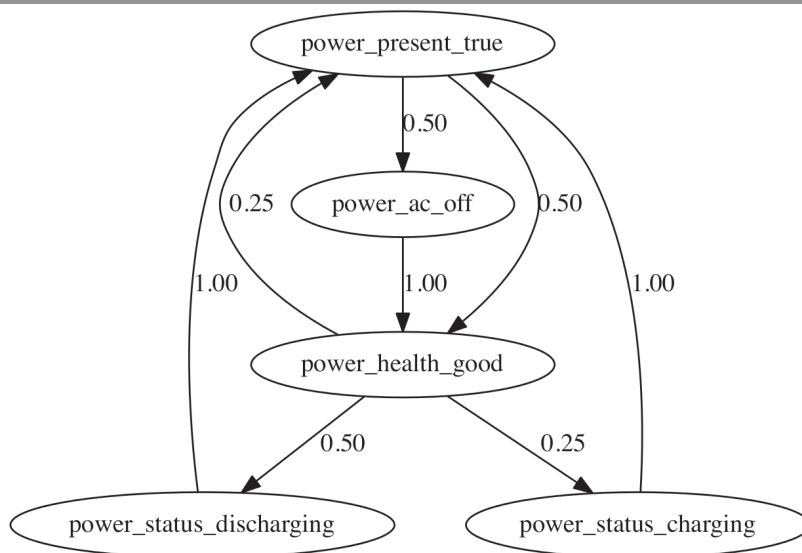 power_present_true
0.50
power_ac_off
0.25
0.50
1.00
1.00
1.00
power_health_good
0.50
0.25
power_status_discharging
power_status_charging